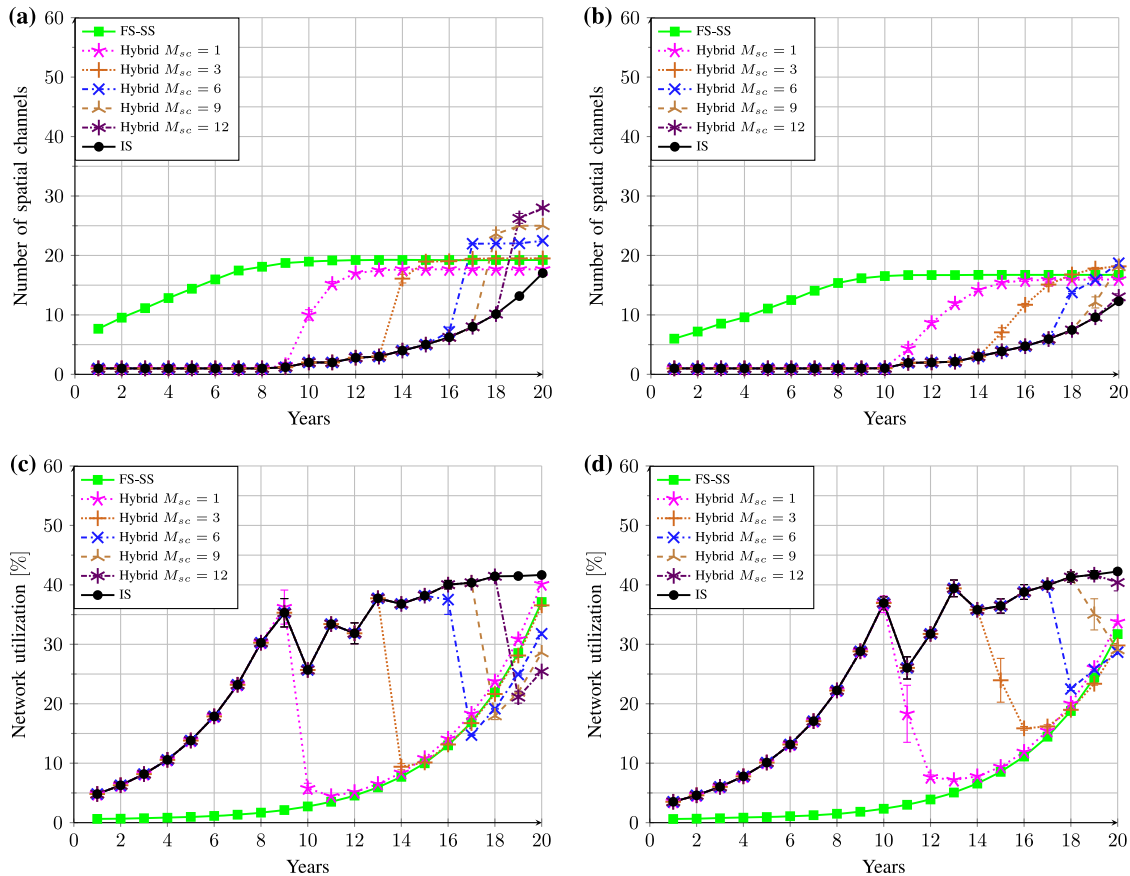 (a)
60
50
40
30
20
10
0
Number of spatial channels
FS-SS
Hybrid Msc = 1
Hybrid Msc = 3
Hybrid Msc = 6
Hybrid Msc = 9
Hybrid Msc = 12
IS
0 2 4 6 8 10 12 14 16 18 20
Years
(b)
60
50
40
30
20
10
0
Number of spatial channels
FS-SS
Hybrid Msc = 1
Hybrid Msc = 3
Hybrid Msc = 6
Hybrid Msc = 9
Hybrid Msc = 12
IS
0 2 4 6 8 10 12 14 16 18 20
Years
(c)
60
50
40
30
20
10
0
Network utilization [%]
FS-SS
Hybrid Msc = 1
Hybrid Msc = 3
Hybrid Msc = 6
Hybrid Msc = 9
Hybrid Msc = 12
IS
0 2 4 6 8 10 12 14 16 18 20
Years
(d)
60
50
40
30
20
10
0
Network utilization [%]
FS-SS
Hybrid Msc = 1
Hybrid Msc = 3
Hybrid Msc = 6
Hybrid Msc = 9
Hybrid Msc = 12
IS
0 2 4 6 8 10 12 14 16 18 20
Years